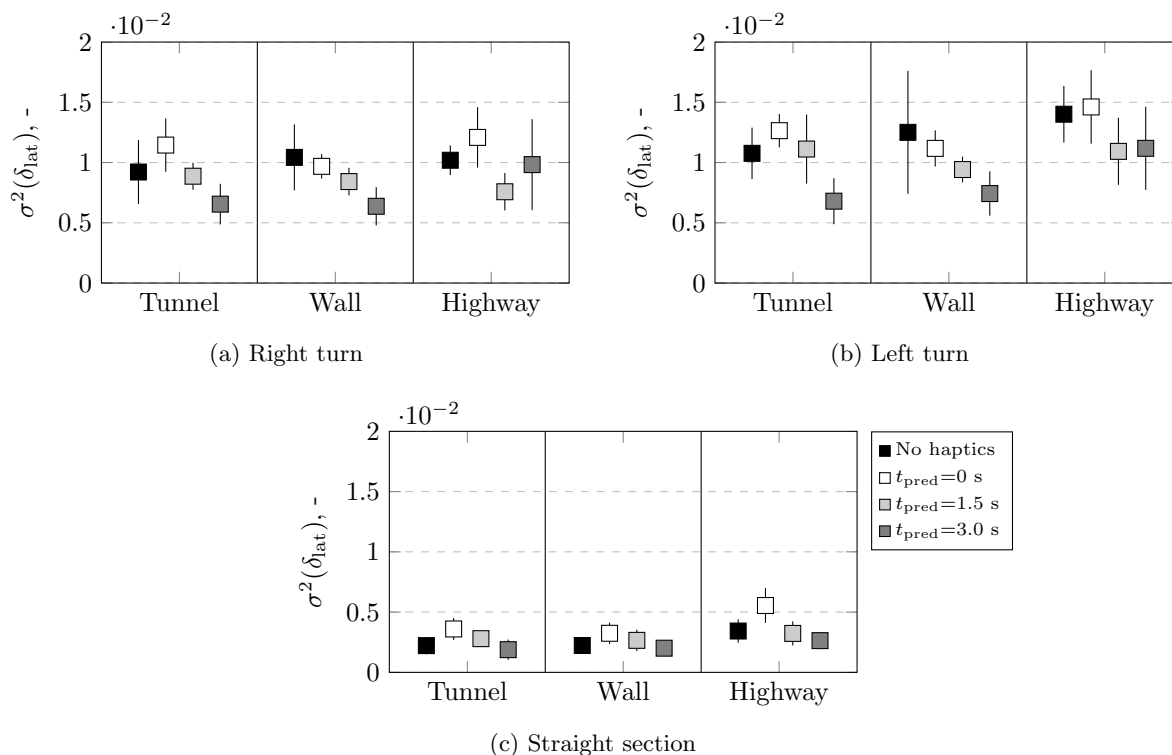 ·10⁻²
σ²(δ_lat), -
2
1.5
1
0.5
0
Tunnel Wall Highway
(a) Right turn
·10⁻²
σ²(δ_lat), -
2
1.5
1
0.5
0
Tunnel Wall Highway
(b) Left turn
·10⁻²
σ²(δ_lat), -
2
1.5
1
0.5
0
Tunnel Wall Highway
No haptics
t_pred=0 s
t_pred=1.5 s
t_pred=3.0 s
(c) Straight section